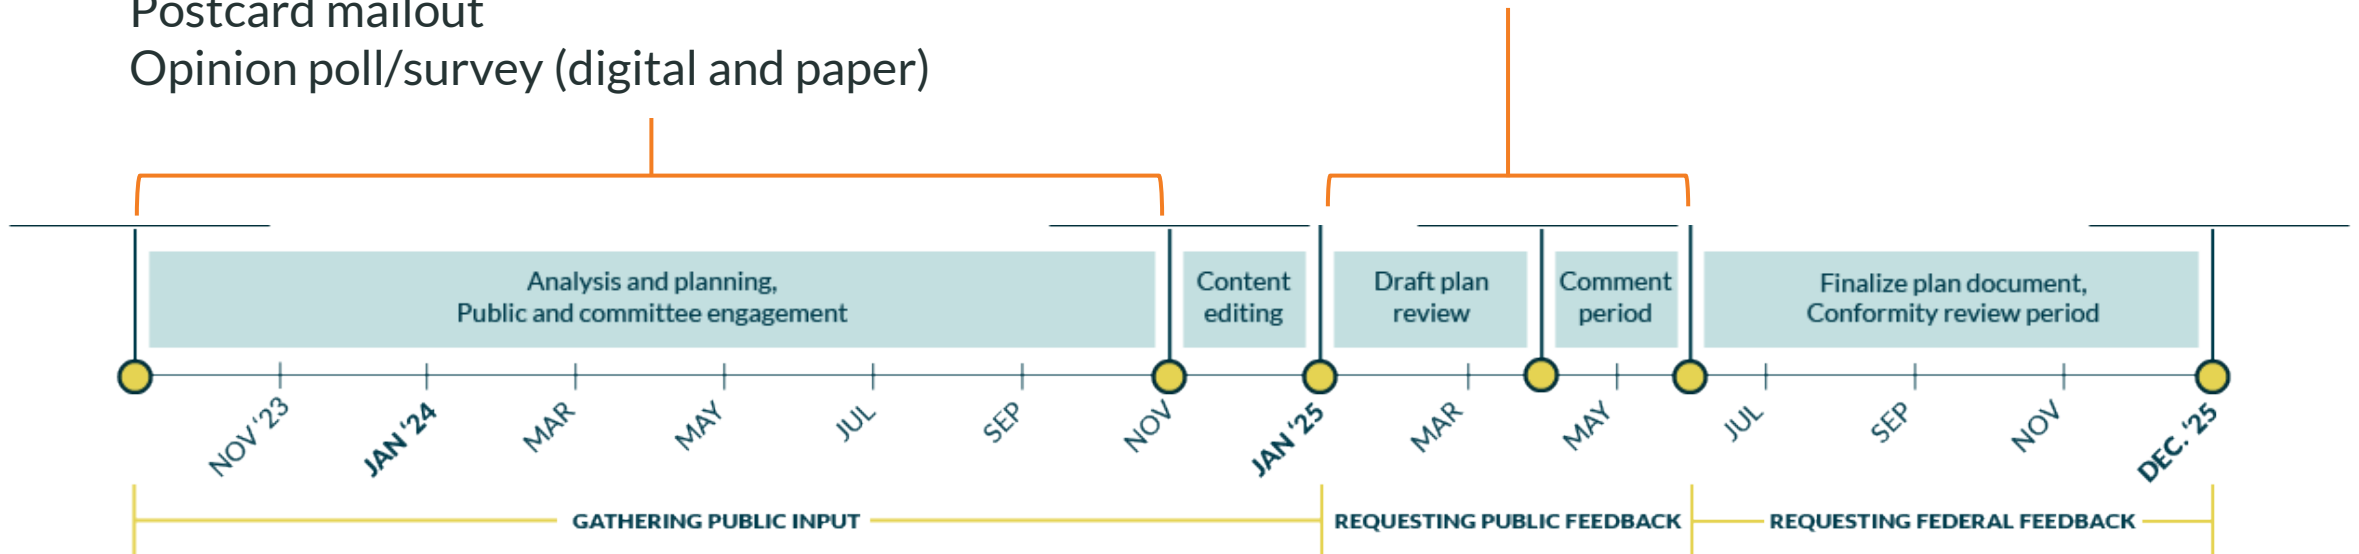 Postcard mailout
Opinion poll/survey (digital and paper)
Analysis and planning,
Public and committee engagement
Content
editing
Draft plan
review
Comment
period
Finalize plan document,
Conformity review period
NOV ‘23
JAN ‘24
MAR
MAY
JUL
SEP
NOV
JAN ‘25
MAR
MAY
JUL
SEP
NOV
DEC. ‘25
GATHERING PUBLIC INPUT
REQUESTING PUBLIC FEEDBACK
REQUESTING FEDERAL FEEDBACK